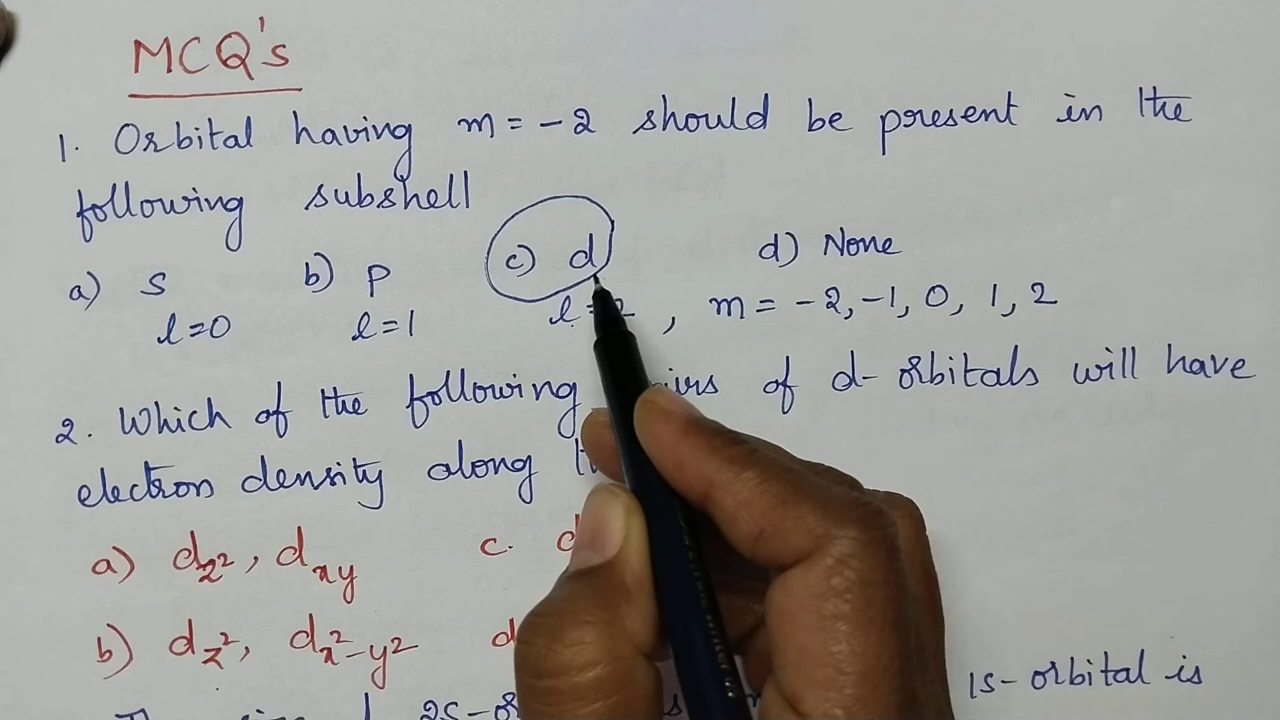 MCQ's
1. Orbital having m = -2 should be present in the
following subshell
a) s b) p c) d d) None
l=0 l=1 l=2, m = -2, -1, 0, 1, 2
2. Which of the following of d-orbitals will have
electron density along
a) dz², dxy c. d
b) dz², dx²-y² d
2s- 1s-orbital is